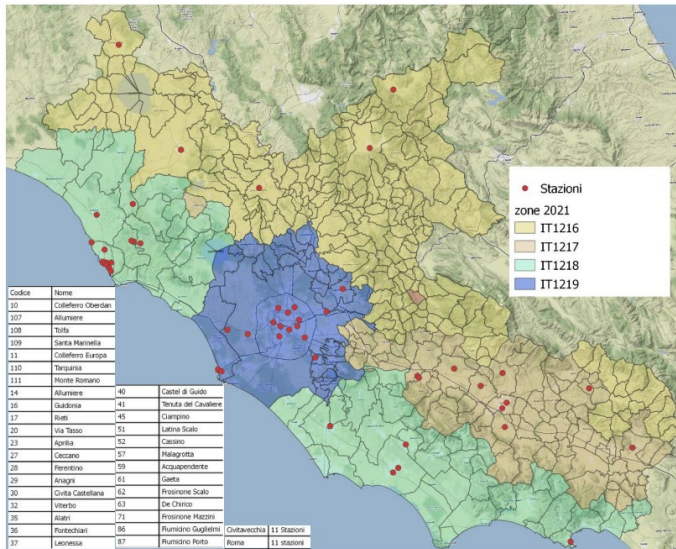 Stazioni
zone 2021
IT1216
IT1217
IT1218
IT1219
Codice Nome
10 Colleferro Oberdan
107 Allumiere
108 Tolfa
109 Santa Marinella
11 Colleferro Europa
110 Tarquinia
111 Monte Romano
14 Allumiere
16 Guidonia
17 Rieti
20 Via Tasso
23 Aprilia
27 Ceccano
28 Ferentino
29 Anagni
30 Civita Castellana
32 Viterbo
35 Alatri
36 Fontechiari
37 Leonessa
40 Castel di Guido
41 Tenuta del Cavaliere
45 Ciampino
51 Latina Scalo
52 Cassino
57 Malagrotta
59 Acquapendente
61 Gaeta
62 Frosinone Scalo
63 De Chirico
71 Frosinone Mazzini
86 Fiumicino Guglielmi
87 Fiumicino Porto
Civitavecchia 11 Stazioni
Roma 11 stazioni